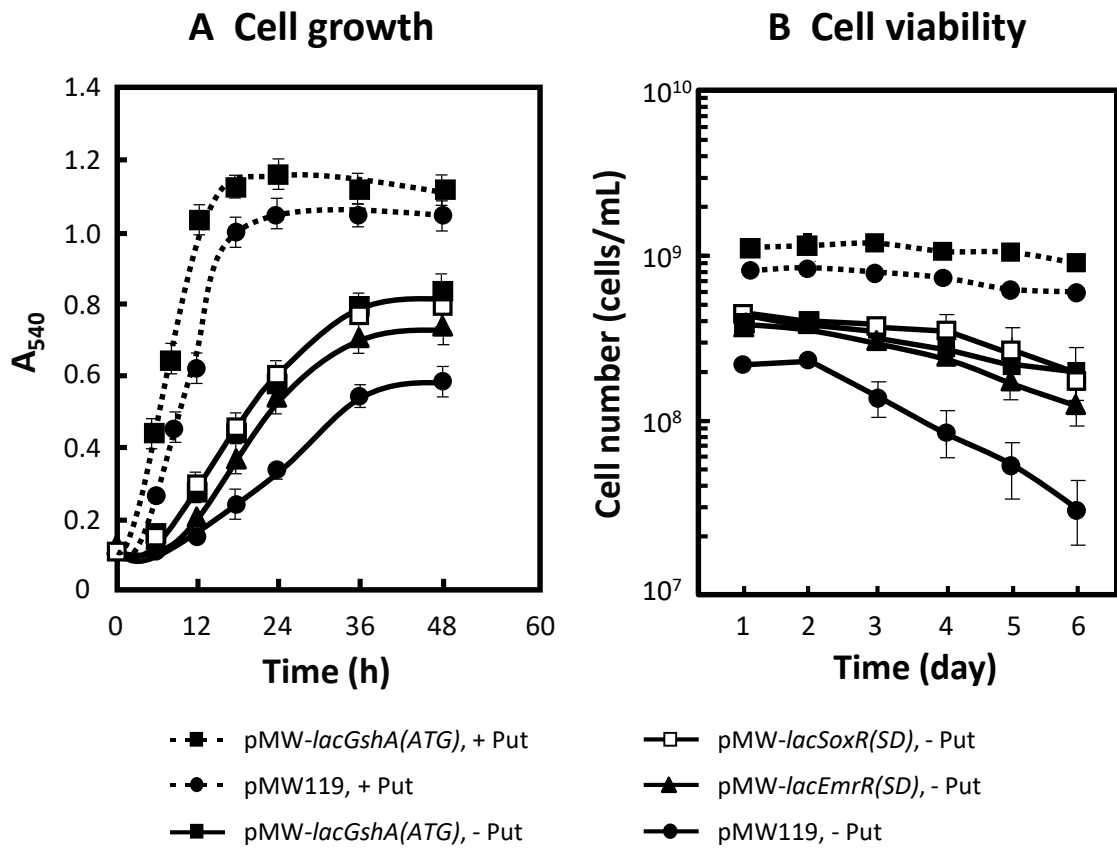 A Cell growth
A540
1.4
1.2
1.0
0.8
0.6
0.4
0.2
0
0 12 24 36 48 60
Time (h)
B Cell viability
Cell number (cells/mL)
10¹⁰
10⁹
10⁸
10⁷
1 2 3 4 5 6
Time (day)
pMW-lacGshA(ATG), + Put
pMW119, + Put
pMW-lacGshA(ATG), - Put
pMW-lacSoxR(SD), - Put
pMW-lacEmrR(SD), - Put
pMW119, - Put